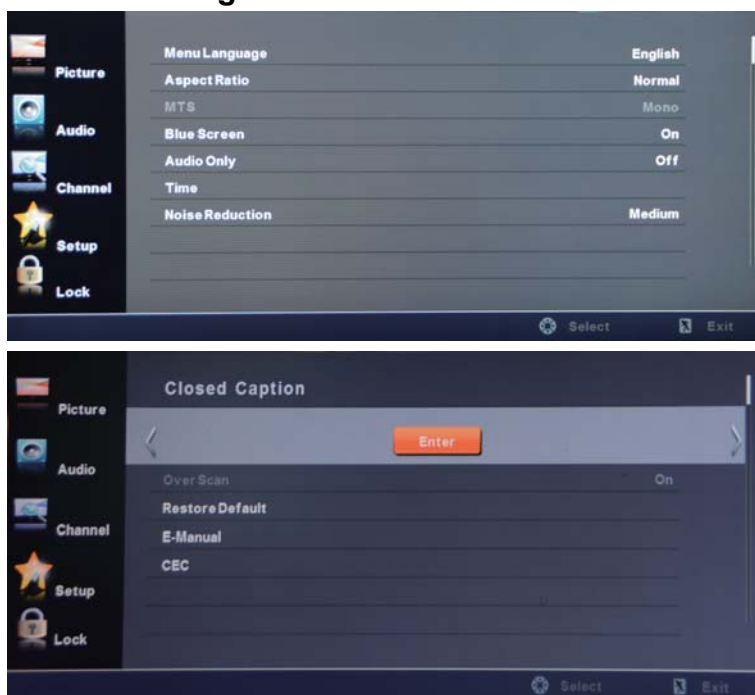 Menu Language English
Picture
Aspect Ratio Normal
MTS Mono
Audio
Blue Screen On
Audio Only Off
Channel
Time
Noise Reduction Medium
Setup
Lock
Select Exit
Closed Caption
Picture
Enter
Audio
Over Scan On
Restore Default
Channel
E-Manual
CEC
Setup
Lock
Select Exit